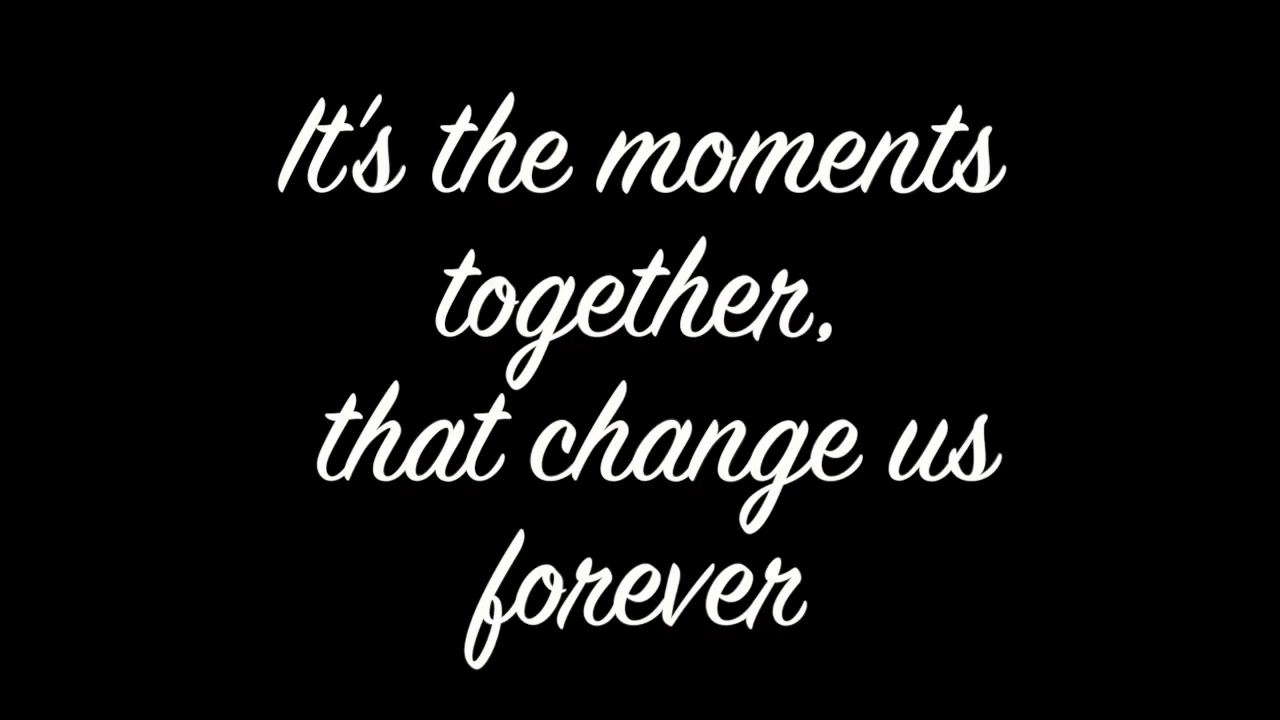 It's the moments
together,
that change us
forever